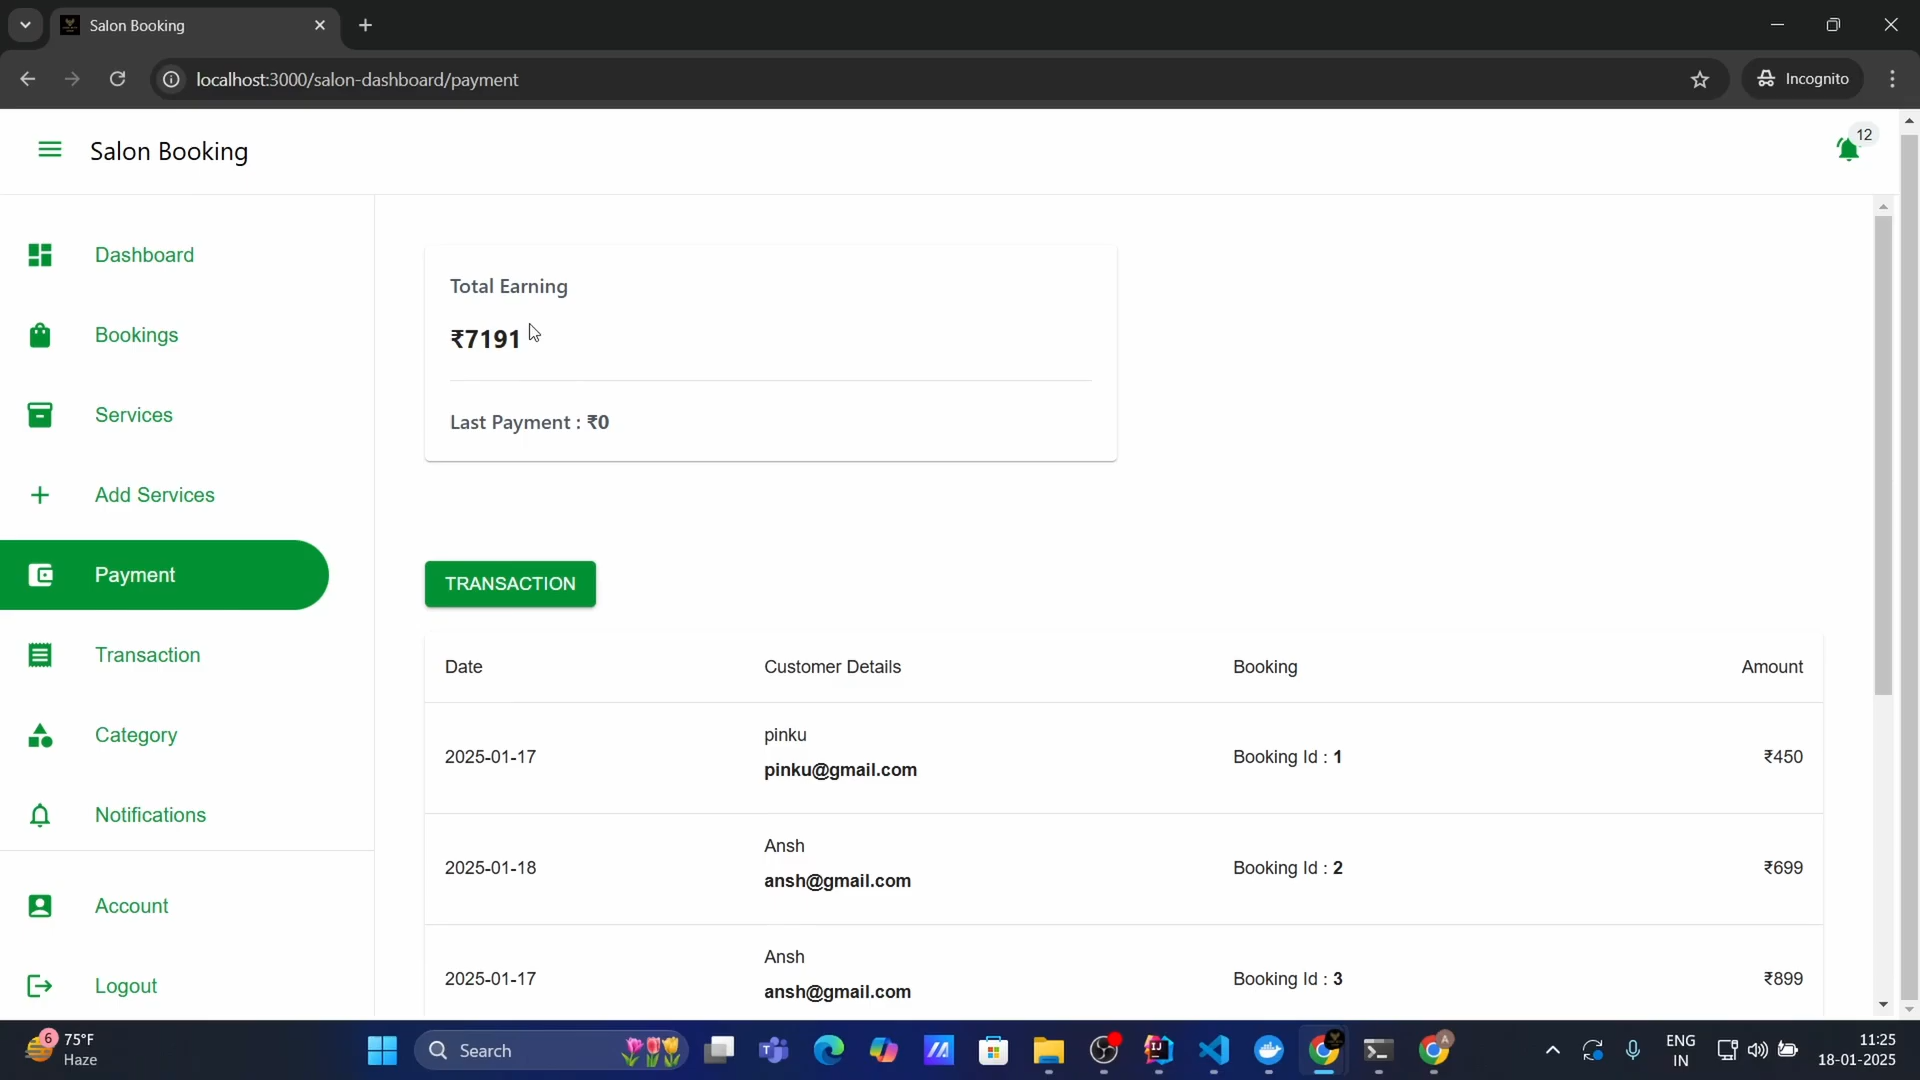 Salon Booking
localhost:3000/salon-dashboard/payment
Incognito
Salon Booking
12
Dashboard
Bookings
Services
Add Services
Payment
Transaction
Category
Notifications
Account
Logout
Total Earning
₹7191
Last Payment : ₹0
TRANSACTION
Date Customer Details Booking Amount
pinku
2025-01-17 Booking Id : 1 ₹450
pinku@gmail.com
Ansh
2025-01-18 Booking Id : 2 ₹699
ansh@gmail.com
Ansh
2025-01-17 Booking Id : 3 ₹899
ansh@gmail.com
6
75°F
Haze
Search
ENG
IN
11:25
18-01-2025